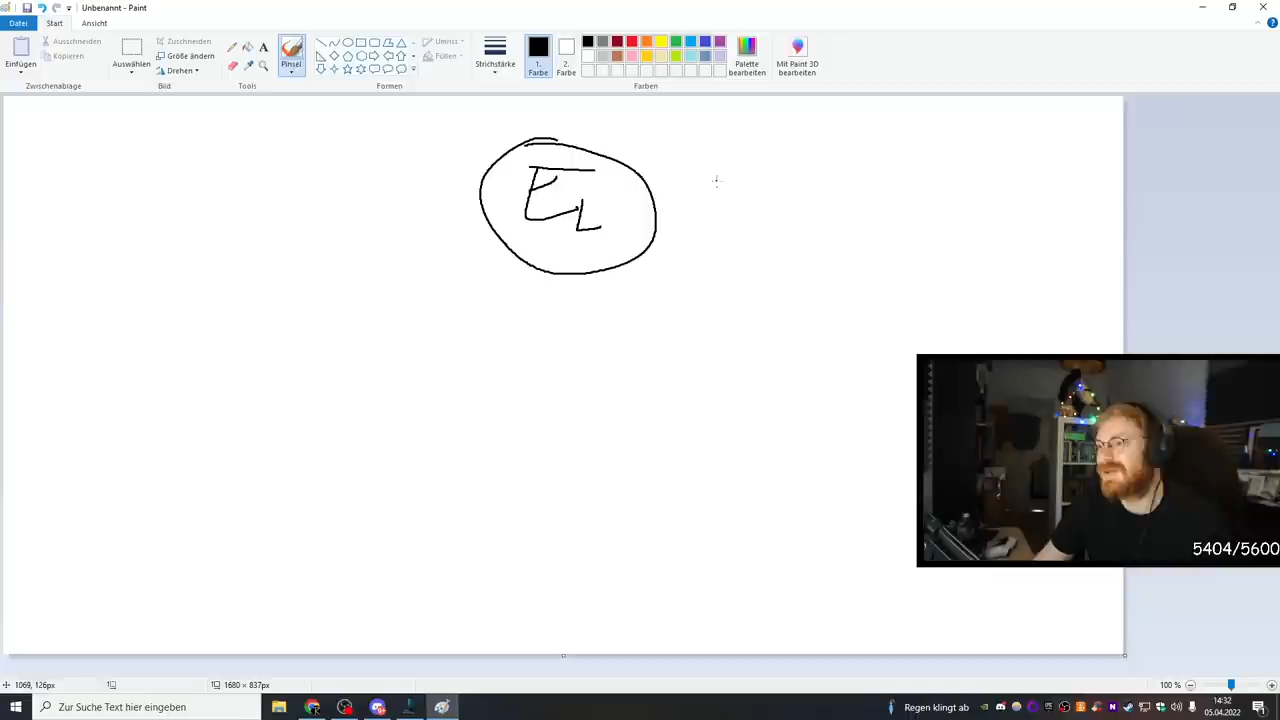 Unbenannt - Paint
Datei Start Ansicht
Einfügen
Ausschneiden
Kopieren
Zwischenablage
Auswählen
Zuschneiden
Größe ändern
Drehen
Bild
A
Tools
Pinsel
Formen
Umriss
Füllen
Strichstärke
1. Farbe
2. Farbe
Palette bearbeiten
Farben
Mit Paint 3D bearbeiten
EL
5404/5600
1069, 126px
1680 × 837px
100 %
Zur Suche Text hier eingeben
Regen klingt ab
14:32
05.04.2022